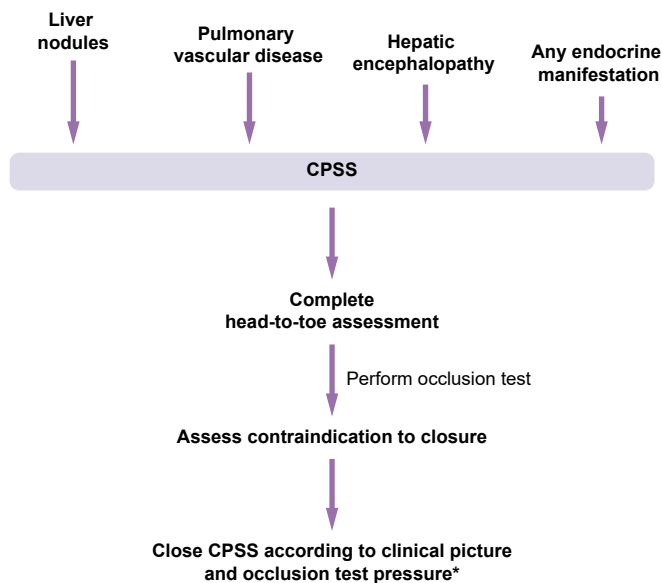 Liver
nodules
Pulmonary
vascular disease
Hepatic
encephalopathy
Any endocrine
manifestation
CPSS
Complete
head-to-toe assessment
Perform occlusion test
Assess contraindication to closure
Close CPSS according to clinical picture
and occlusion test pressure*